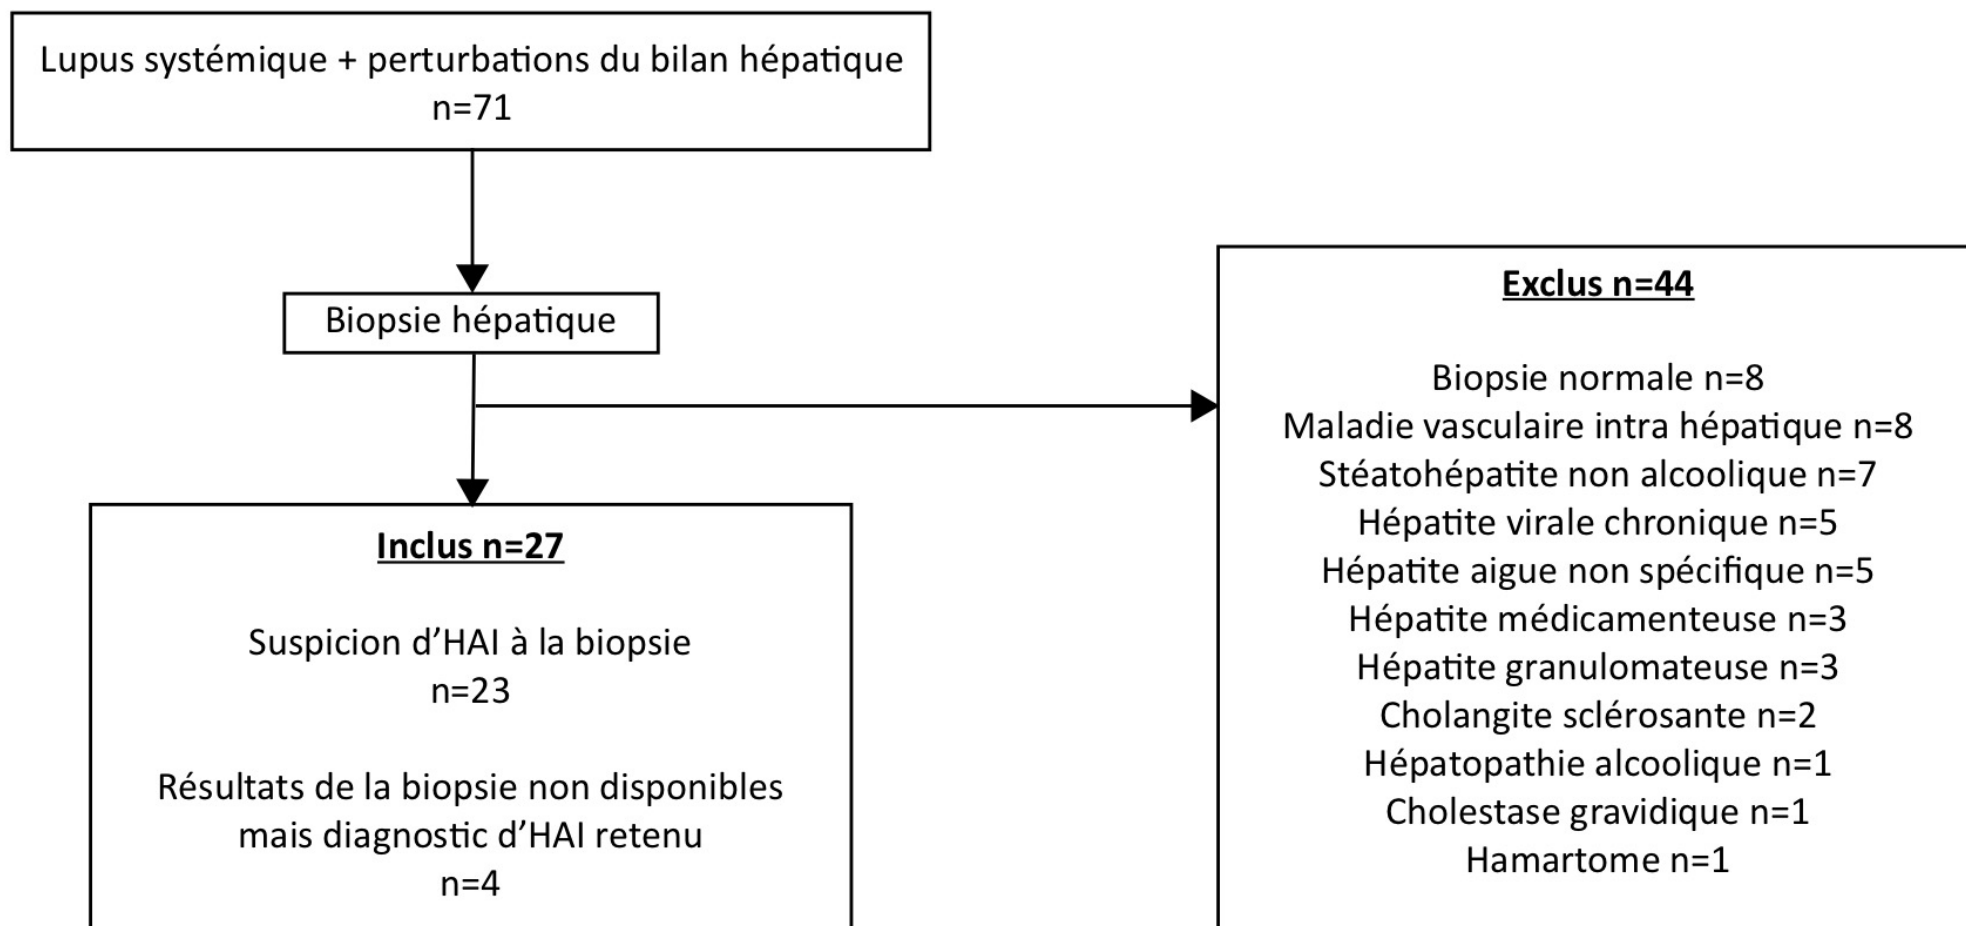 Lupus systémique + perturbations du bilan hépatique
n=71
Biopsie hépatique
Exclus n=44
Biopsie normale n=8
Maladie vasculaire intra hépatique n=8
Stéatohépatite non alcoolique n=7
Hépatite virale chronique n=5
Hépatite aigue non spécifique n=5
Hépatite médicamenteuse n=3
Hépatite granulomateuse n=3
Cholangite sclérosante n=2
Hépatopathie alcoolique n=1
Cholestase gravidique n=1
Hamartome n=1
Inclus n=27
Suspicion d’HAI à la biopsie
n=23
Résultats de la biopsie non disponibles
mais diagnostic d’HAI retenu
n=4